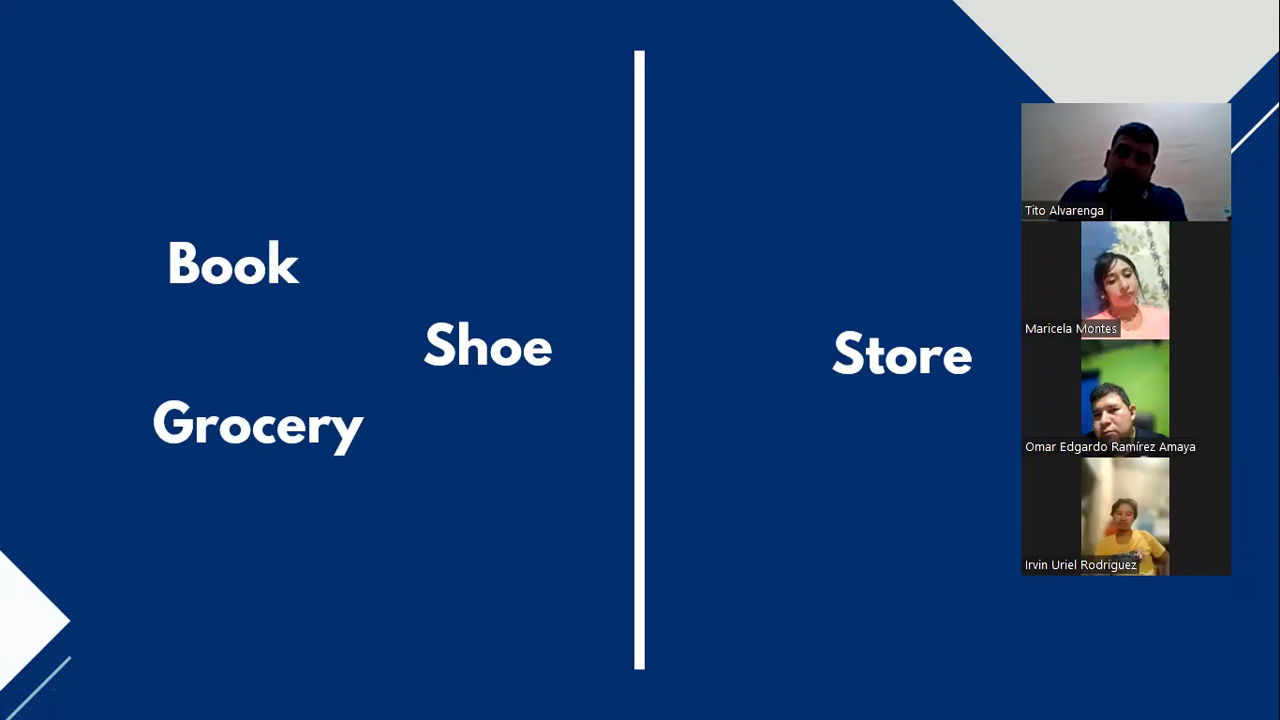 Book
Shoe
Grocery
Store
Tito Alvarenga
Maricela Montes
Omar Edgardo Ramírez Amaya
Irvin Uriel Rodriguez